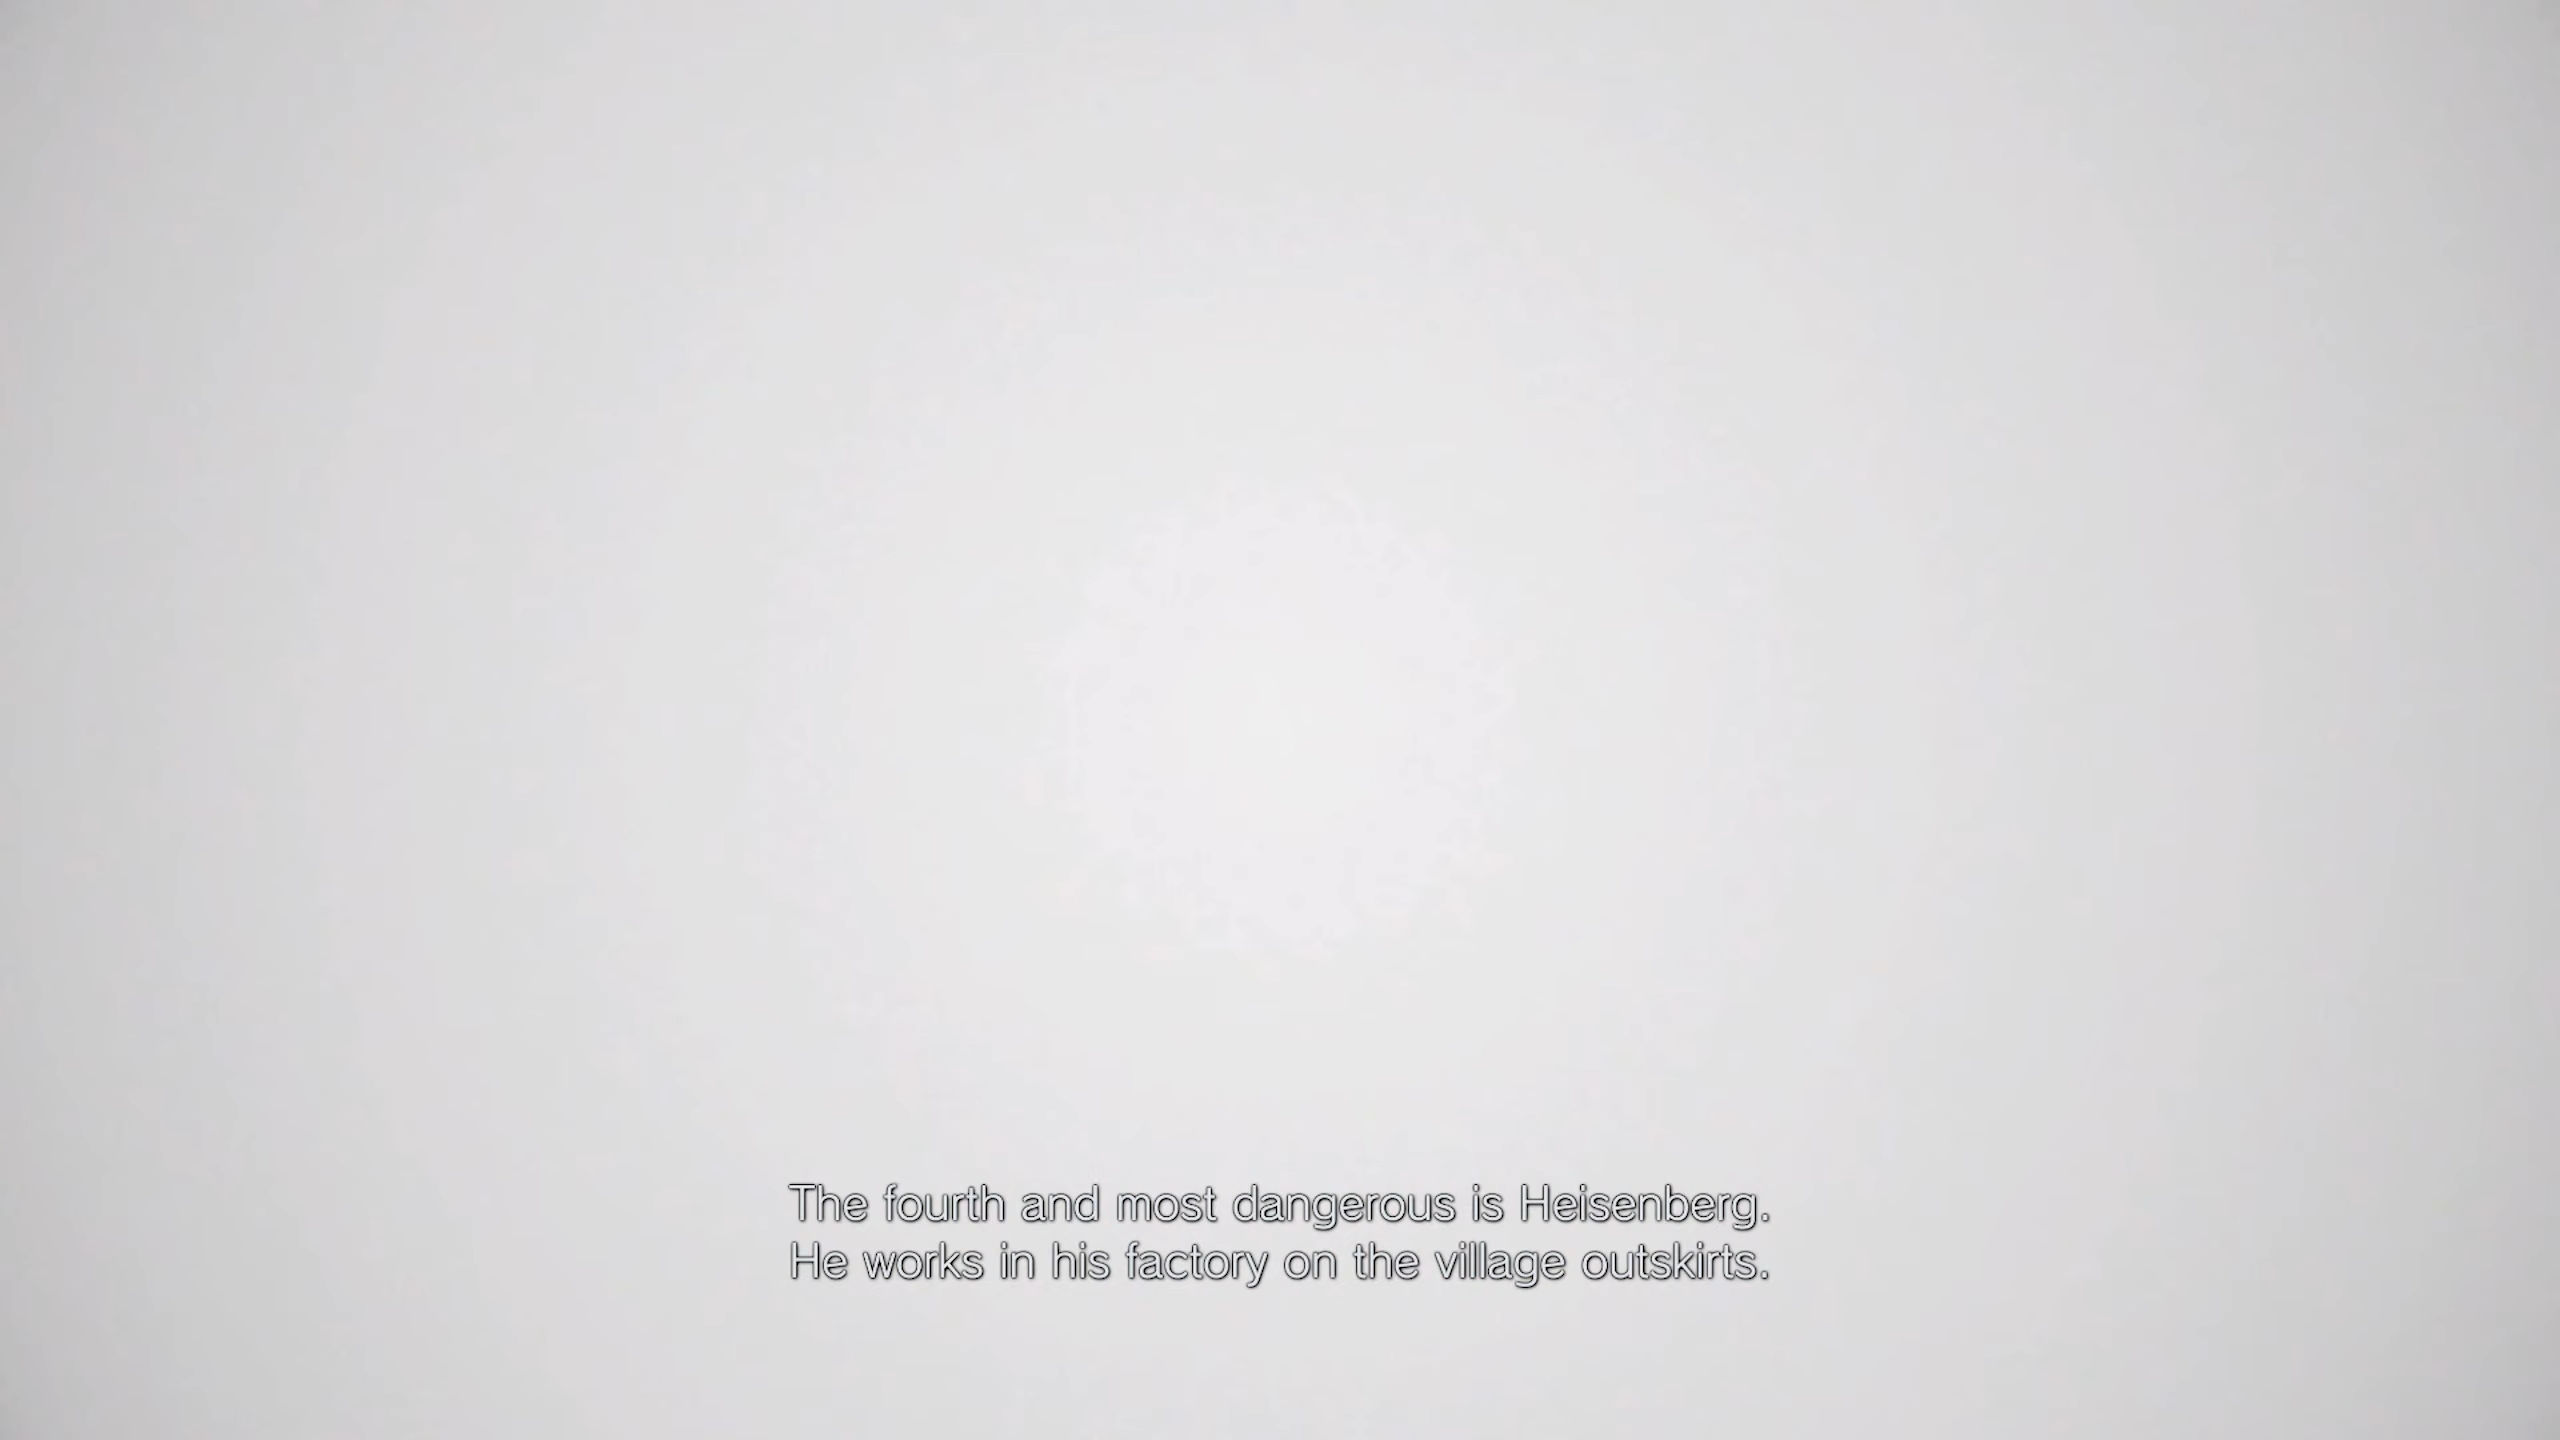 The fourth and most dangerous is Heisenberg.
He works in his factory on the village outskirts.